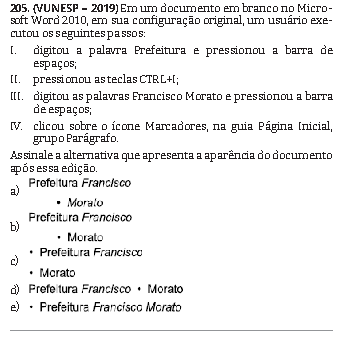 205. (VUNESP – 2019) Em um documento em branco no Micro-
soft Word 2010, em sua configuração original, um usuário exe-
cutou os seguintes passos:
I. digitou a palavra Prefeitura e pressionou a barra de
espaços;
II. pressionou as teclas CTRL+I;
III. digitou as palavras Francisco Morato e pressionou a barra
de espaços;
IV. clicou sobre o ícone Marcadores, na guia Página Inicial,
grupo Parágrafo.
Assinale a alternativa que apresenta a aparência do documento
após essa edição.
a) Prefeitura Francisco
• Morato
b) Prefeitura Francisco
• Morato
c) • Prefeitura Francisco
• Morato
d) Prefeitura Francisco • Morato
e) • Prefeitura Francisco Morato